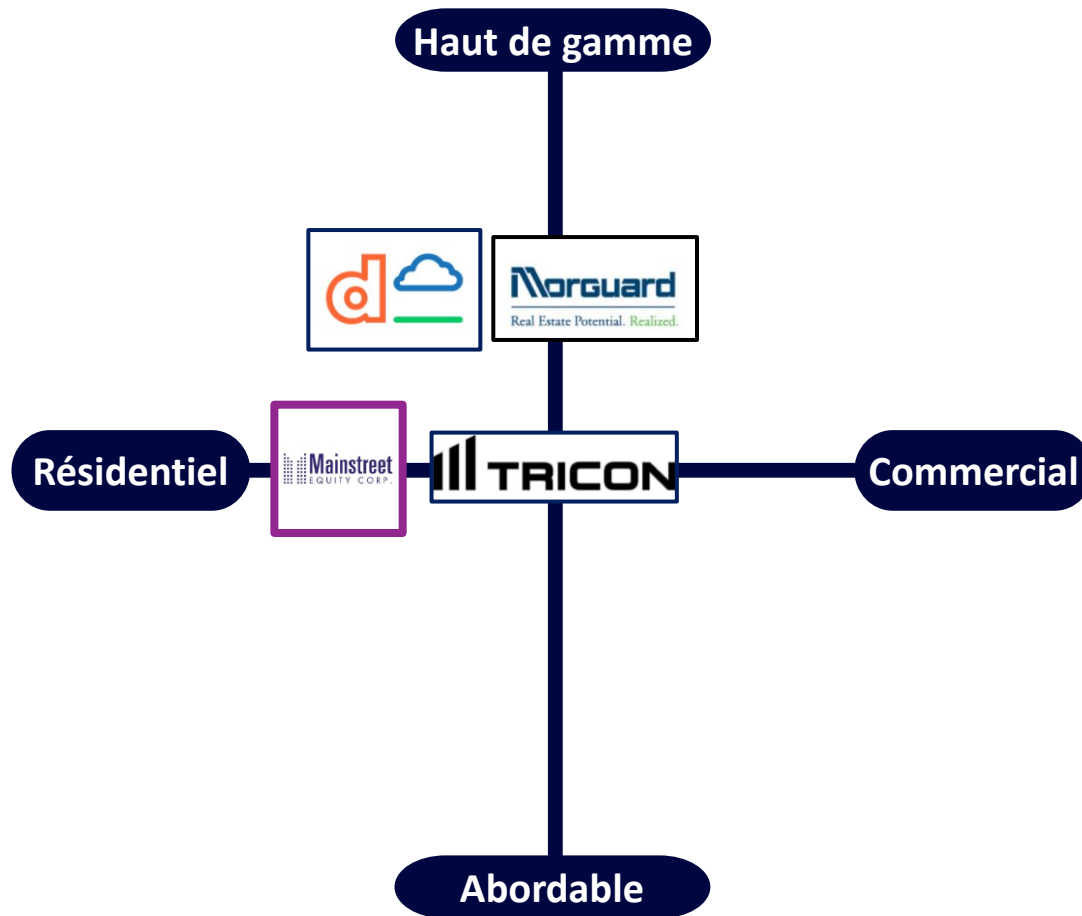 Haut de gamme
d
Morguard
Real Estate Potential. Realized.
Résidentiel
Mainstreet
EQUITY CORP.
TRICON
Commercial
Abordable